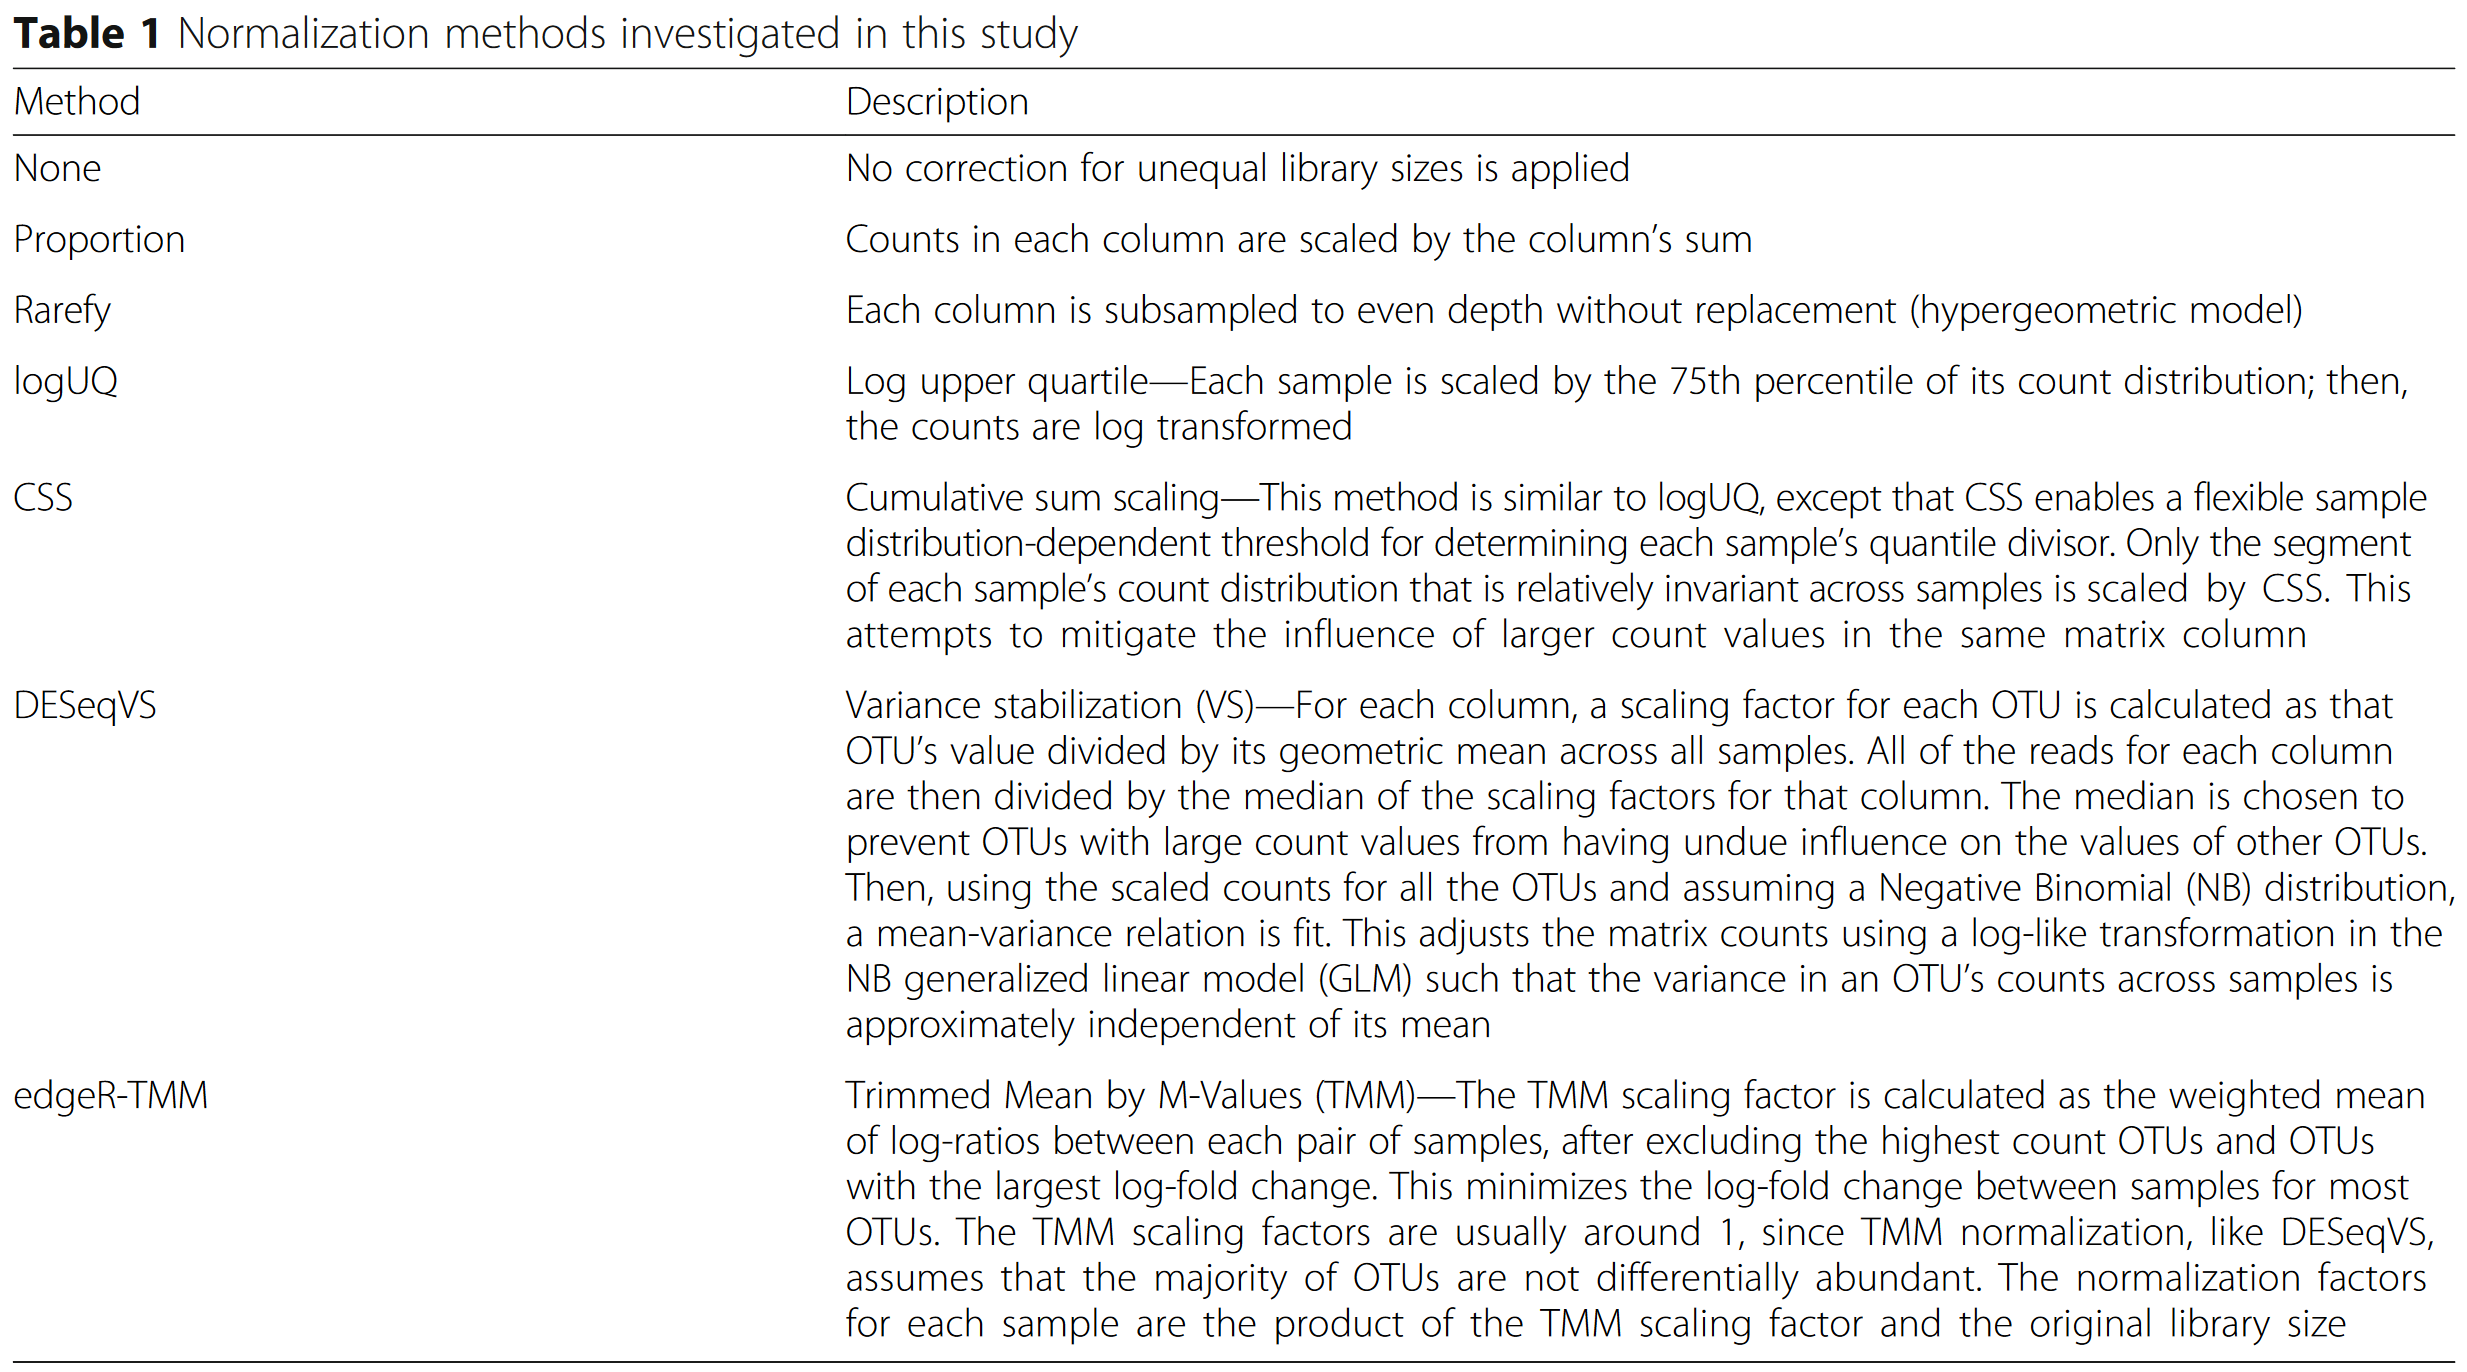 Table 1 Normalization methods investigated in this study
Method Description
None No correction for unequal library sizes is applied
Proportion Counts in each column are scaled by the column’s sum
Rarefy Each column is subsampled to even depth without replacement (hypergeometric model)
logUQ Log upper quartile—Each sample is scaled by the 75th percentile of its count distribution; then,
the counts are log transformed
CSS Cumulative sum scaling—This method is similar to logUQ, except that CSS enables a flexible sample
distribution-dependent threshold for determining each sample’s quantile divisor. Only the segment
of each sample’s count distribution that is relatively invariant across samples is scaled by CSS. This
attempts to mitigate the influence of larger count values in the same matrix column
DESeqVS Variance stabilization (VS)—For each column, a scaling factor for each OTU is calculated as that
OTU’s value divided by its geometric mean across all samples. All of the reads for each column
are then divided by the median of the scaling factors for that column. The median is chosen to
prevent OTUs with large count values from having undue influence on the values of other OTUs.
Then, using the scaled counts for all the OTUs and assuming a Negative Binomial (NB) distribution,
a mean-variance relation is fit. This adjusts the matrix counts using a log-like transformation in the
NB generalized linear model (GLM) such that the variance in an OTU’s counts across samples is
approximately independent of its mean
edgeR-TMM Trimmed Mean by M-Values (TMM)—The TMM scaling factor is calculated as the weighted mean
of log-ratios between each pair of samples, after excluding the highest count OTUs and OTUs
with the largest log-fold change. This minimizes the log-fold change between samples for most
OTUs. The TMM scaling factors are usually around 1, since TMM normalization, like DESeqVS,
assumes that the majority of OTUs are not differentially abundant. The normalization factors
for each sample are the product of the TMM scaling factor and the original library size